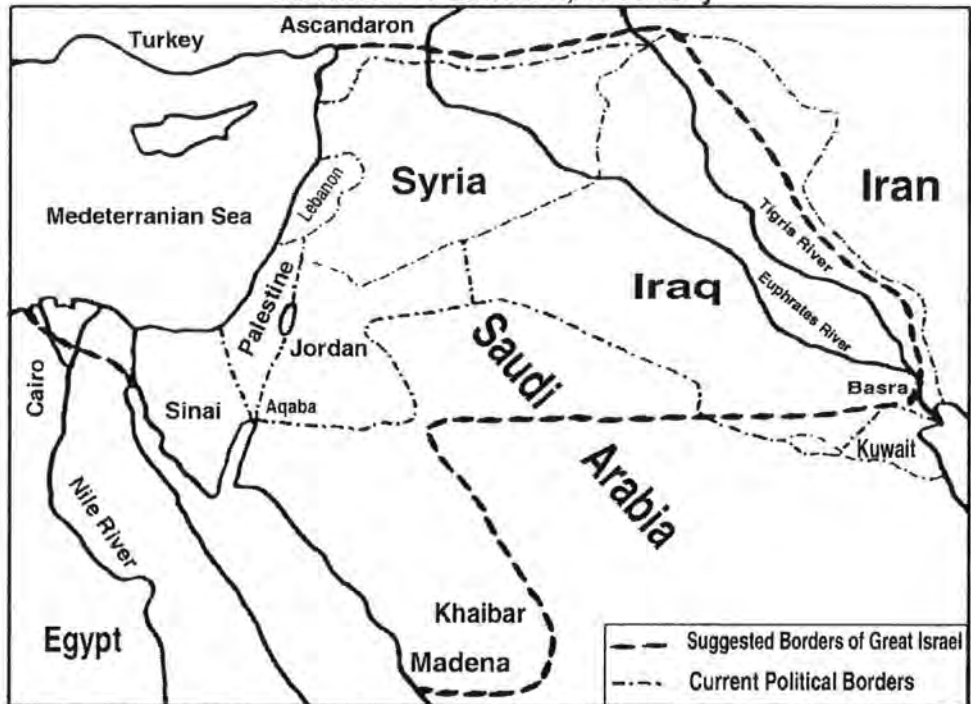 Ascandaron
Turkey
Medeterranian Sea
Lebanon
Syria
Iran
Tigris River
Euphrates River
Iraq
Palestine
Jordan
Saudi
Arabia
Basra
Kuwait
Cairo
Sinai
Aqaba
Nile River
Egypt
Khaibar
Madena
Suggested Borders of Great Israel
Current Political Borders